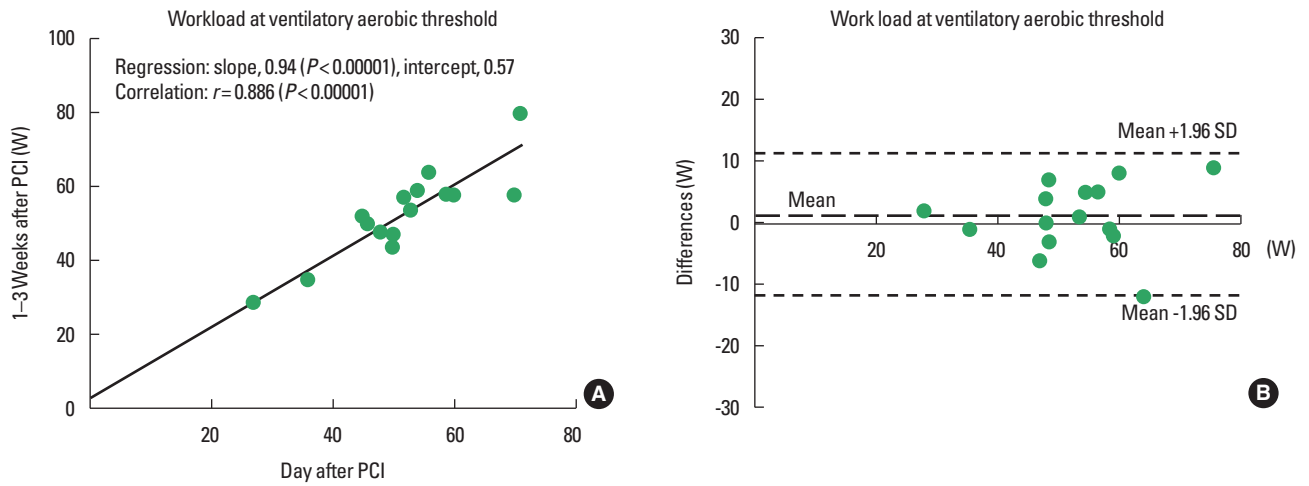 Workload at ventilatory aerobic threshold
100
80
60
40
20
0
1–3 Weeks after PCI (W)
Regression: slope, 0.94 (P<0.00001), intercept, 0.57
Correlation: r=0.886 (P<0.00001)
20 40 60 80
Day after PCI
A
Work load at ventilatory aerobic threshold
30
20
10
0
-10
-20
-30
Differences (W)
Mean +1.96 SD
Mean
20 40 60 80 (W)
Mean -1.96 SD
B